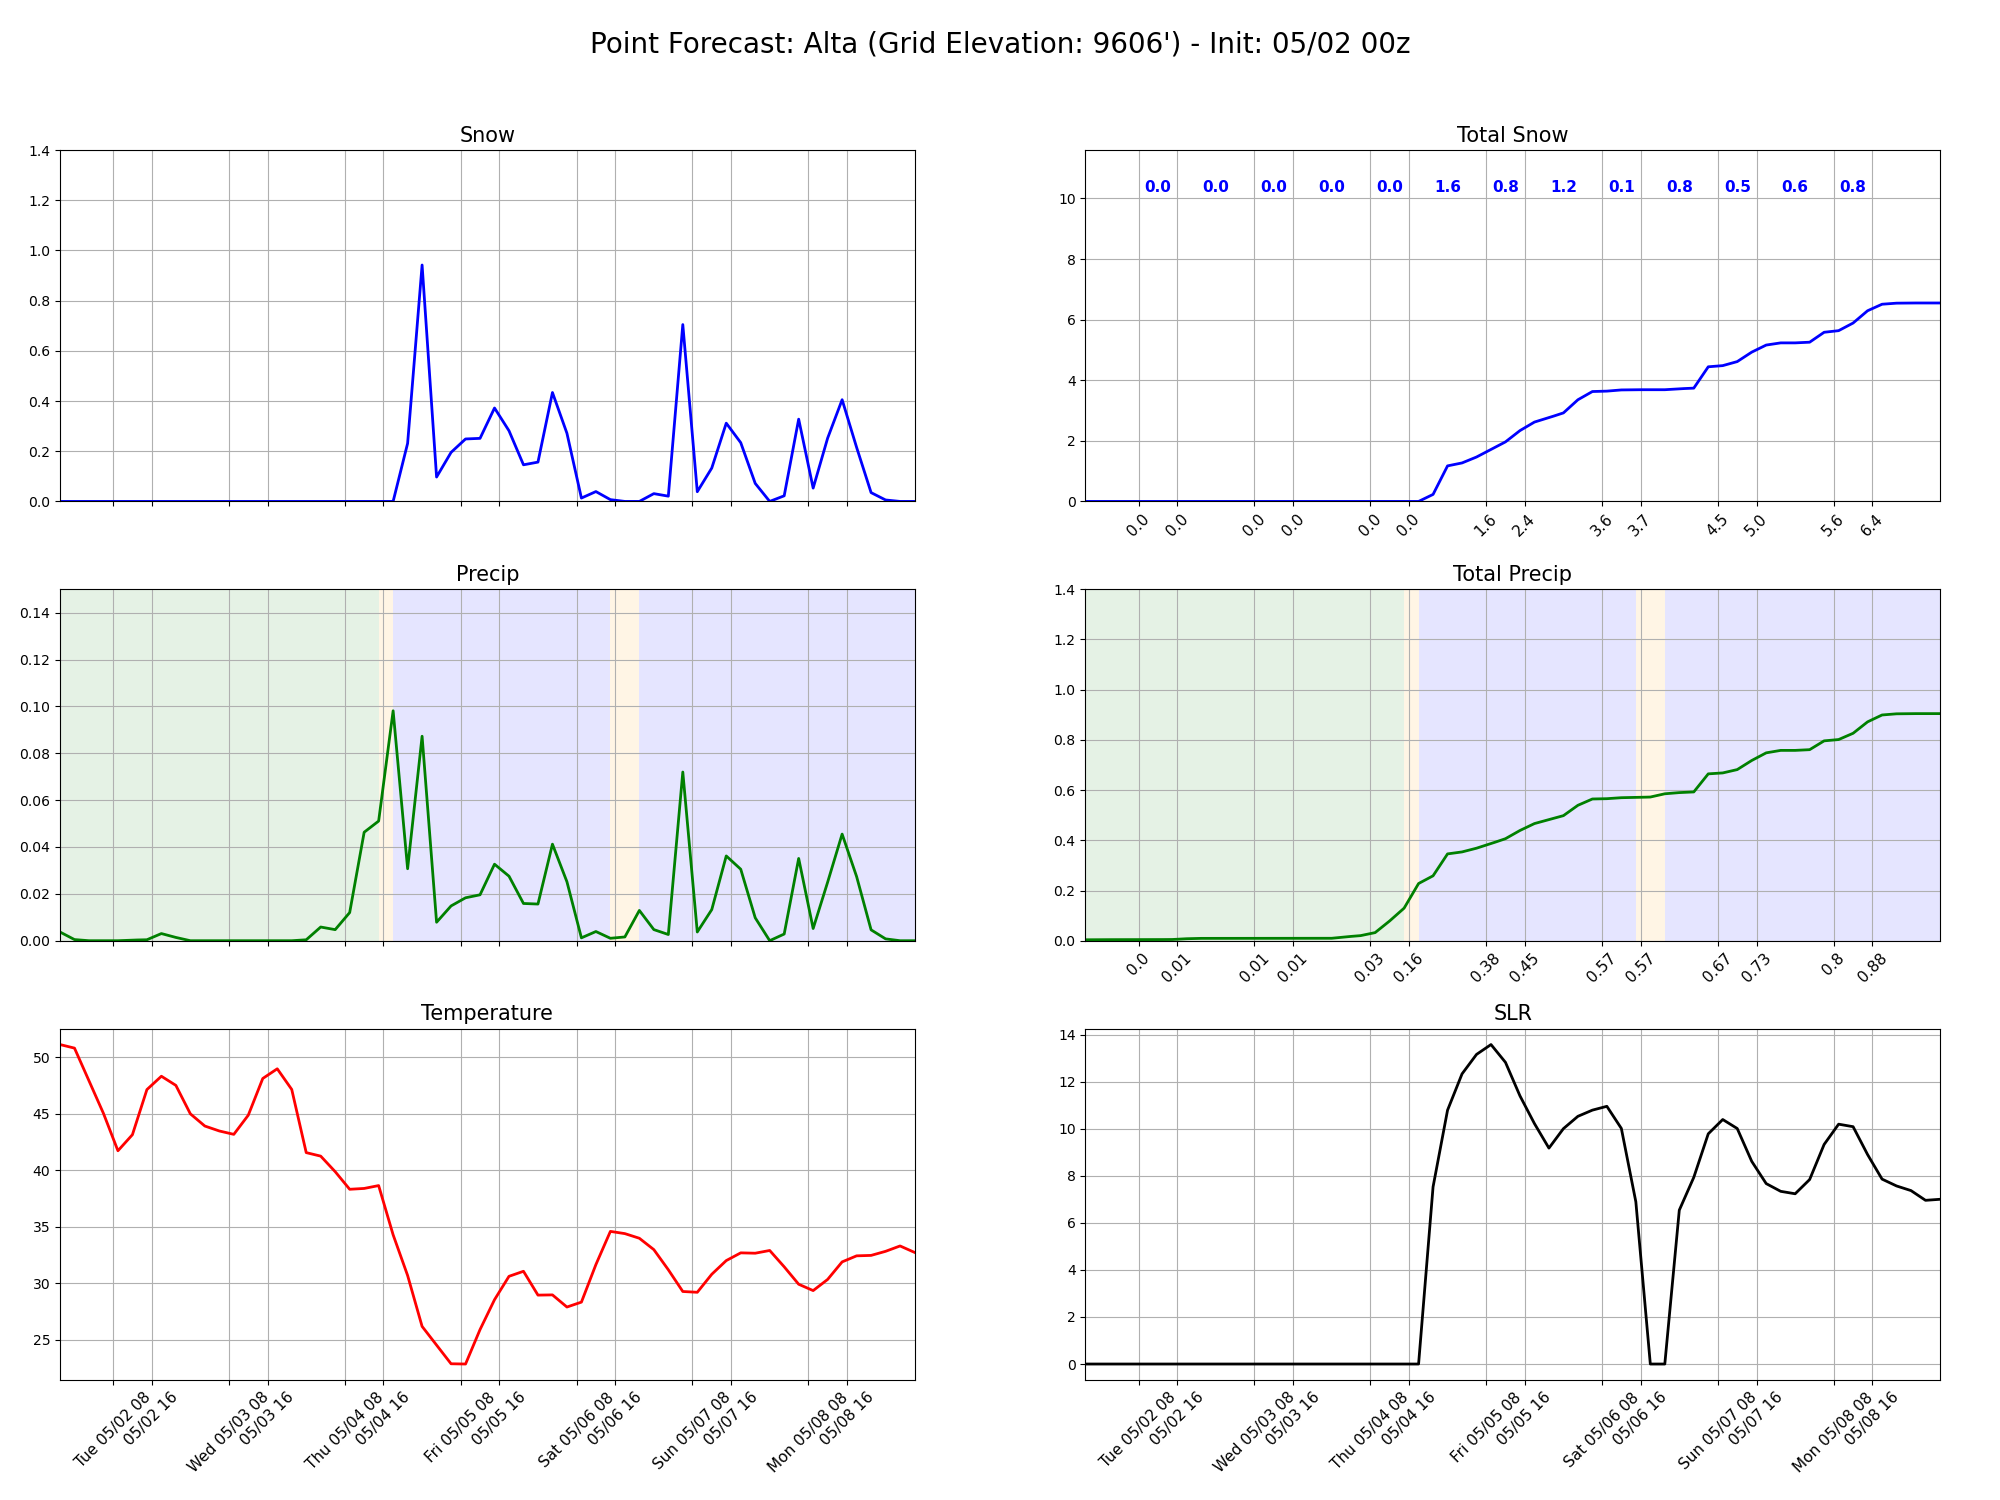 Point Forecast: Alta (Grid Elevation: 9606') - Init: 05/02 00z
Snow
1.4
1.2
1.0
0.8
0.6
0.4
0.2
0.0
Total Snow
0.0 0.0 0.0 0.0 0.0 1.6 0.8 1.2 0.1 0.8 0.5 0.6 0.8
10
8
6
4
2
0
0.0 0.0 0.0 0.0 0.0 0.0 1.6 2.4 3.6 3.7 4.5 5.0 5.6 6.4
Precip
0.14
0.12
0.10
0.08
0.06
0.04
0.02
0.00
Total Precip
1.4
1.2
1.0
0.8
0.6
0.4
0.2
0.0
0.0 0.01 0.01 0.01 0.03 0.16 0.38 0.45 0.57 0.57 0.67 0.73 0.8 0.88
Temperature
50
45
40
35
30
25
Tue 05/02 08
05/02 16
Wed 05/03 08
05/03 16
Thu 05/04 08
05/04 16
Fri 05/05 08
05/05 16
Sat 05/06 08
05/06 16
Sun 05/07 08
05/07 16
Mon 05/08 08
05/08 16
SLR
14
12
10
8
6
4
2
0
Tue 05/02 08
05/02 16
Wed 05/03 08
05/03 16
Thu 05/04 08
05/04 16
Fri 05/05 08
05/05 16
Sat 05/06 08
05/06 16
Sun 05/07 08
05/07 16
Mon 05/08 08
05/08 16